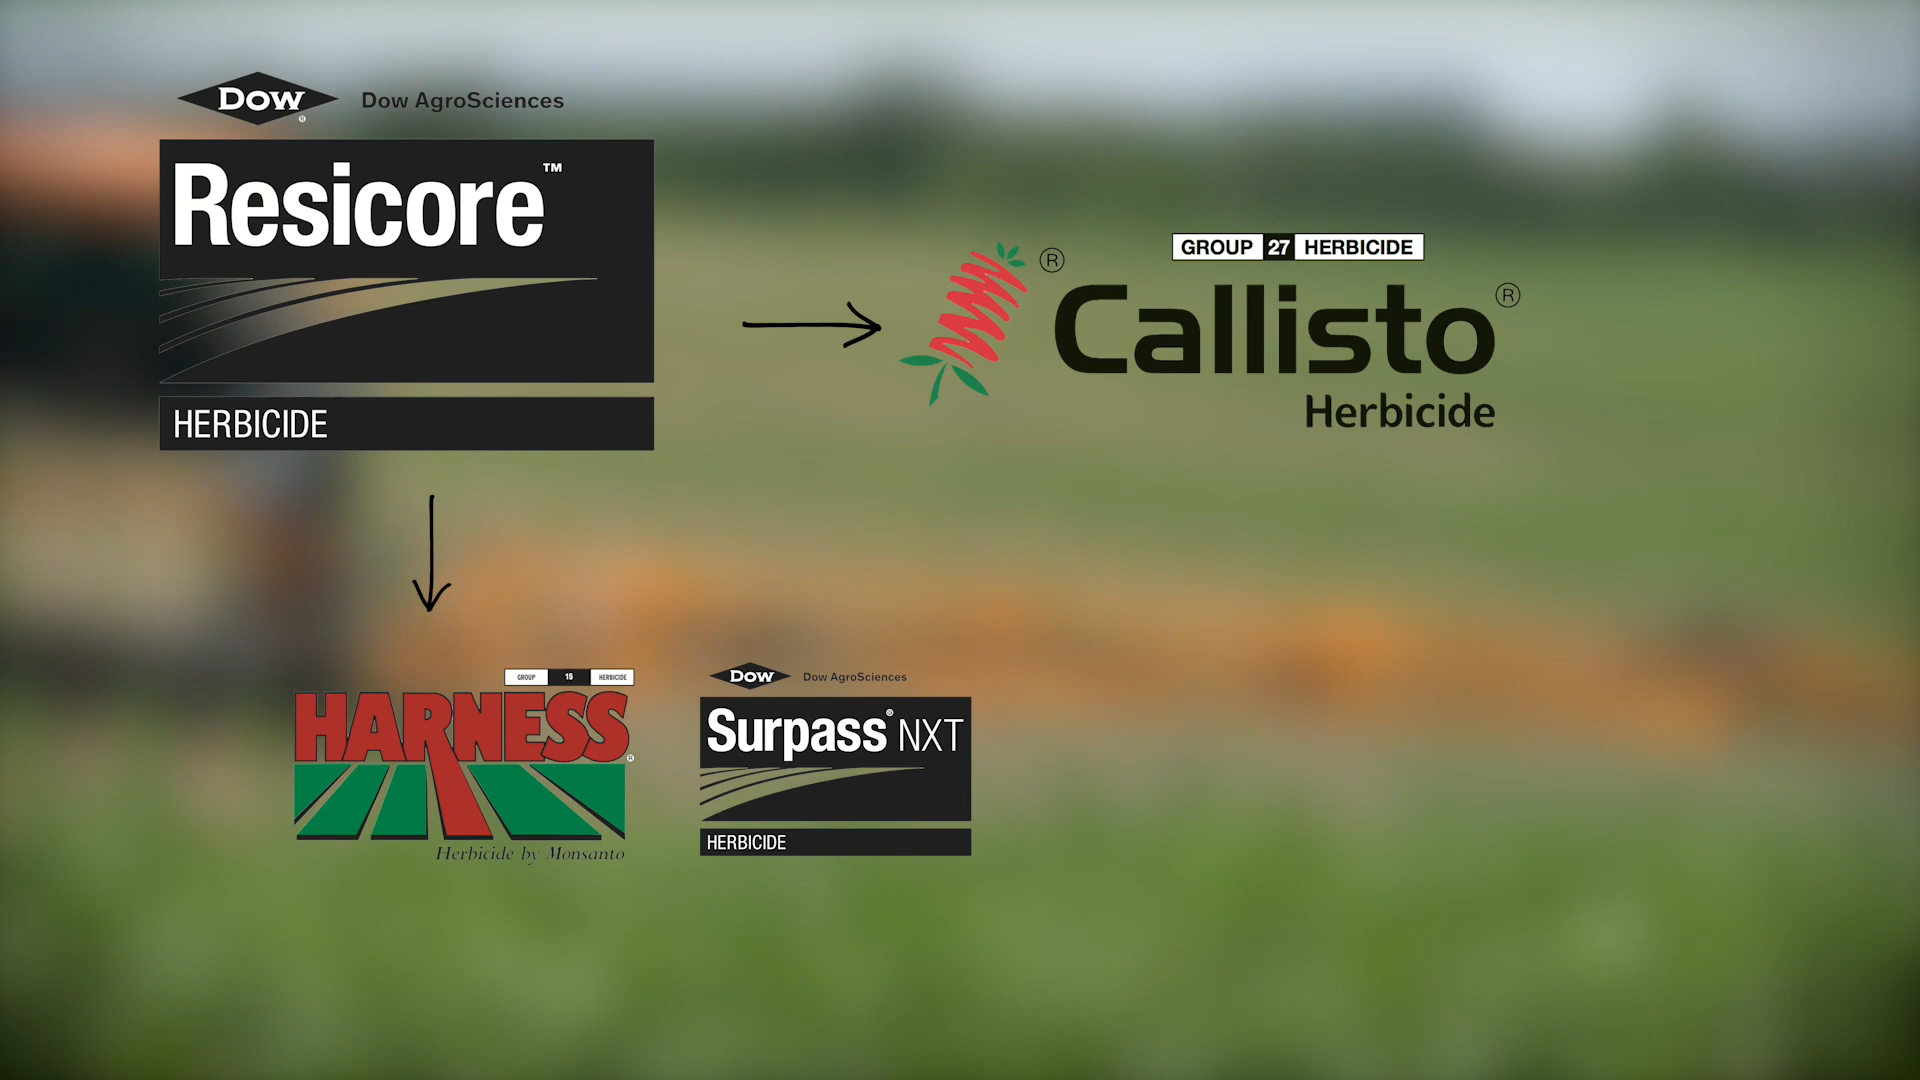 DOW® Dow AgroSciences
Resicore™
HERBICIDE
GROUP 27 HERBICIDE
®
Callisto®
Herbicide
GROUP 15 HERBICIDE
HARNESS®
Herbicide by Monsanto
DOW Dow AgroSciences
Surpass® NXT
HERBICIDE